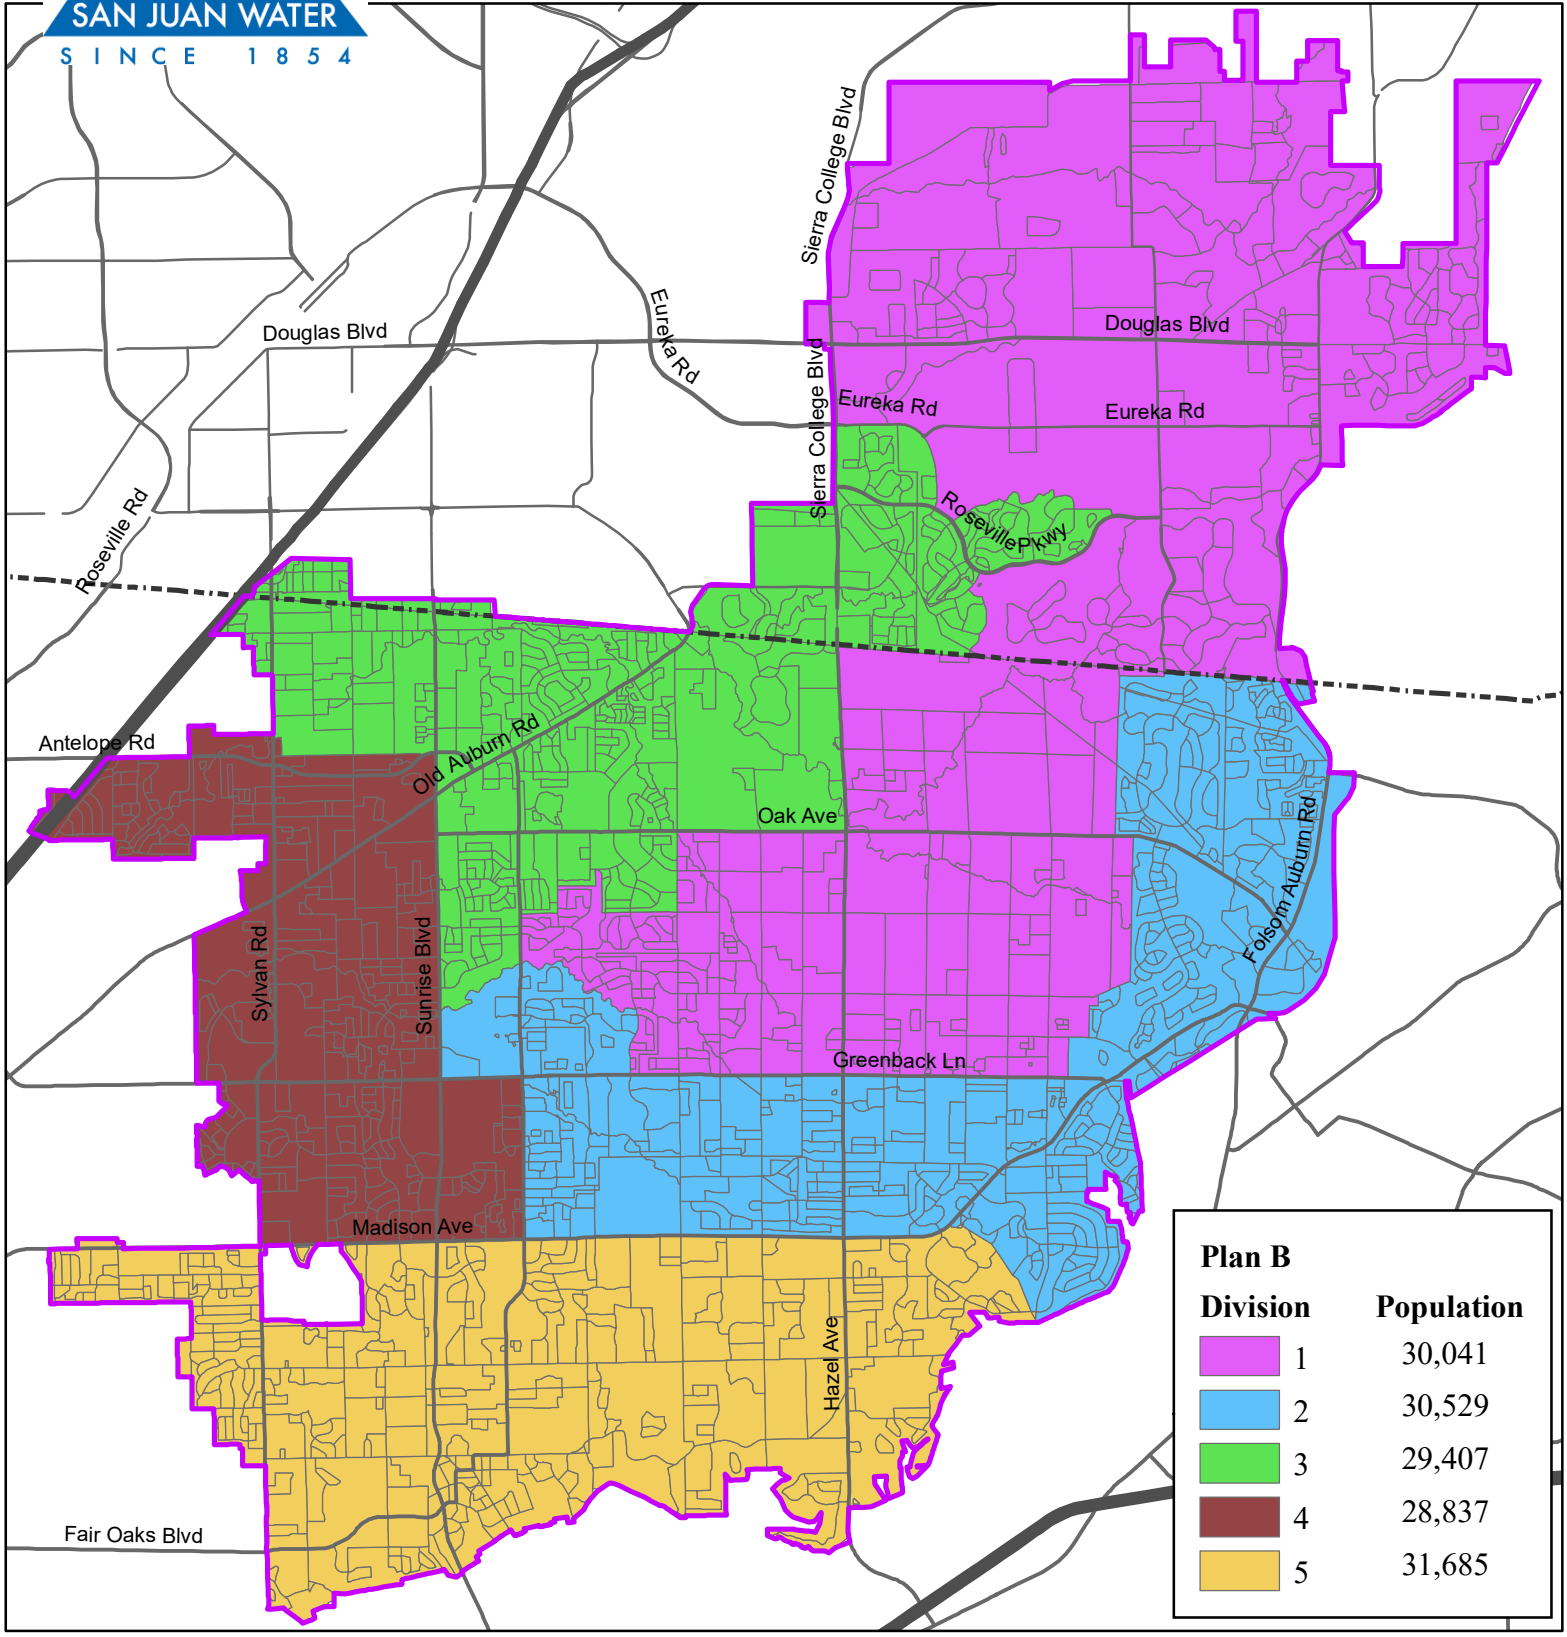 SAN JUAN WATER
SINCE 1854
Sierra College Blvd
Eureka Rd
Douglas Blvd
Douglas Blvd
Sierra College Blvd
Eureka Rd
Eureka Rd
Roseville Rd
Roseville Pkwy
Antelope Rd
Old Auburn Rd
Oak Ave
Folsom Auburn Rd
Sylvan Rd
Sunrise Blvd
Greenback Ln
Madison Ave
Hazel Ave
Fair Oaks Blvd
Plan B
Division Population
1 30,041
2 30,529
3 29,407
4 28,837
5 31,685